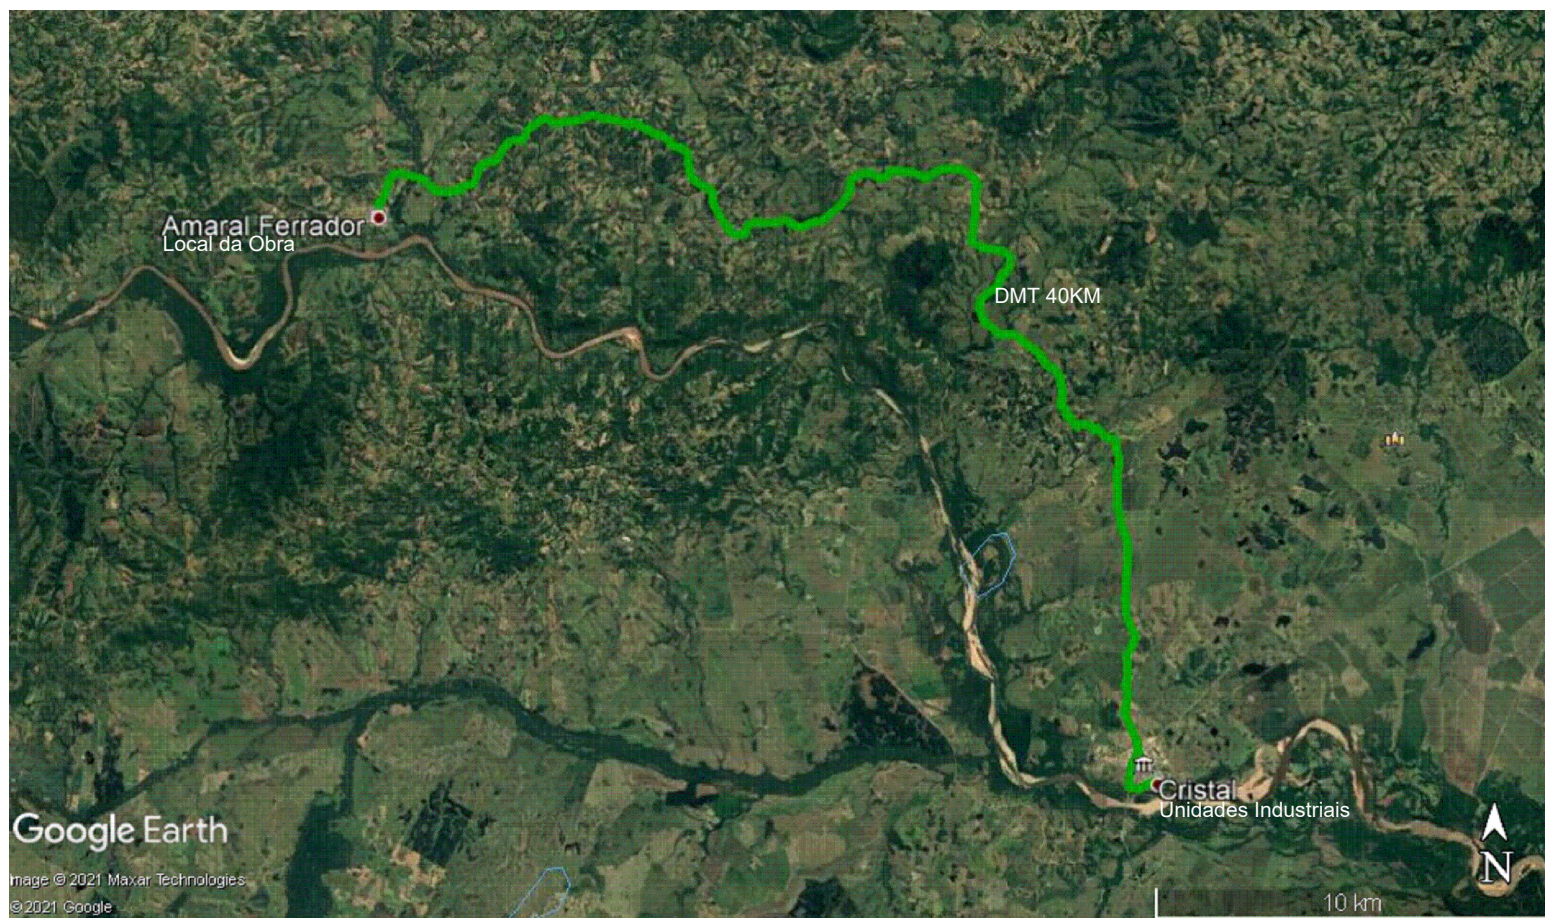 Amaral Ferrador
Local da Obra
DMT 40KM
Cristal
Unidades Industriais
Google Earth
N
Image © 2021 Maxar Technologies
© 2021 Google
10 km